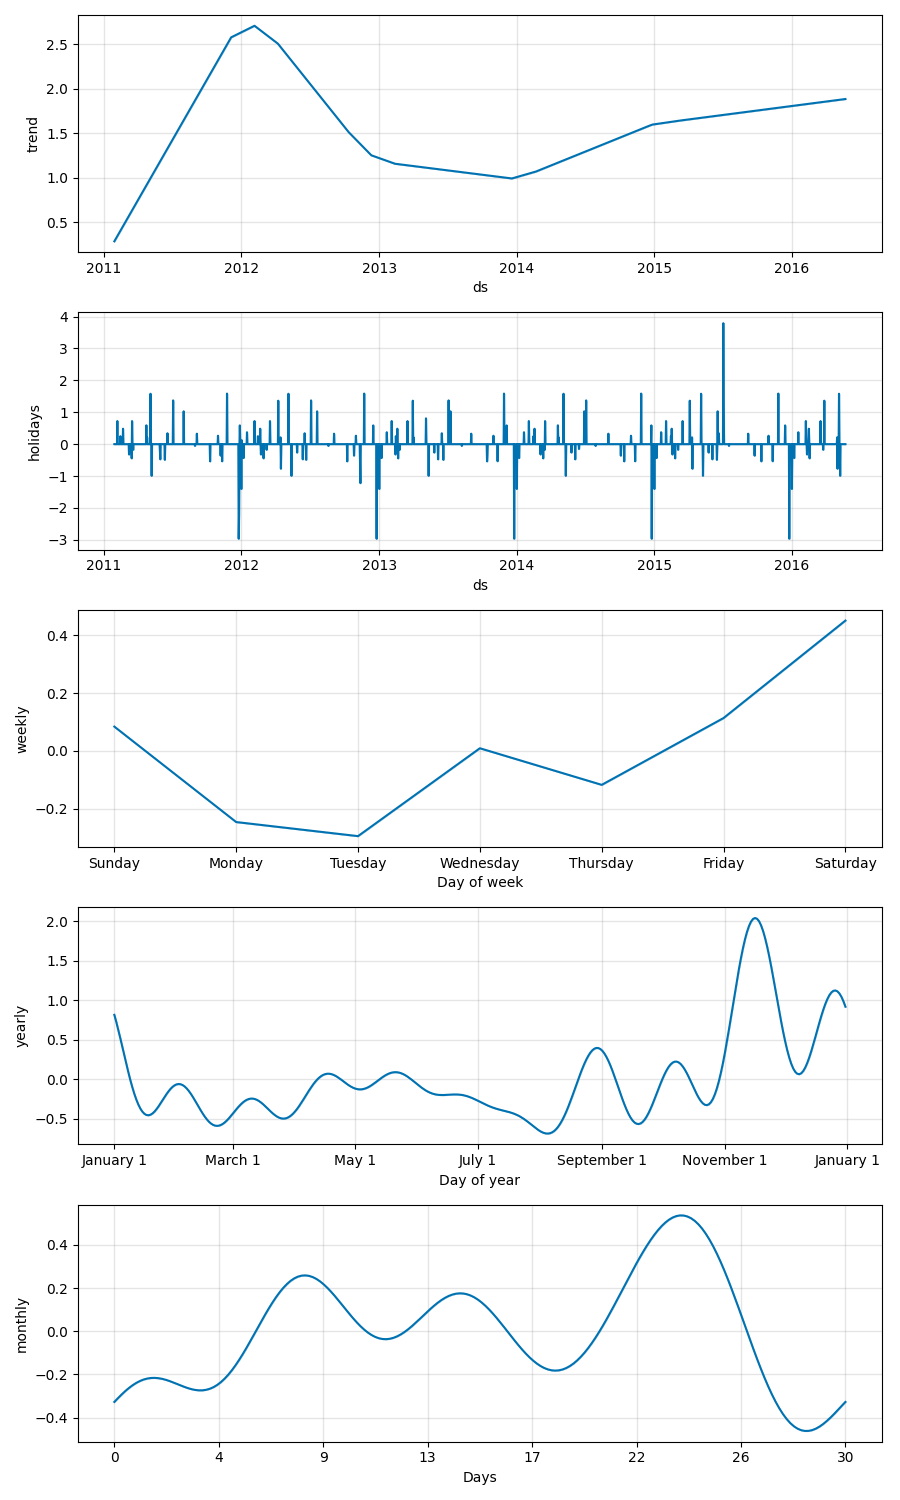 2.5
2.0
1.5
1.0
0.5
trend
2011 2012 2013 2014 2015 2016
ds
4
3
2
1
0
−1
−2
−3
holidays
2011 2012 2013 2014 2015 2016
ds
0.4
0.2
0.0
−0.2
weekly
Sunday Monday Tuesday Wednesday Thursday Friday Saturday
Day of week
2.0
1.5
1.0
0.5
0.0
−0.5
yearly
January 1 March 1 May 1 July 1 September 1 November 1 January 1
Day of year
0.4
0.2
0.0
−0.2
−0.4
monthly
0 4 9 13 17 22 26 30
Days